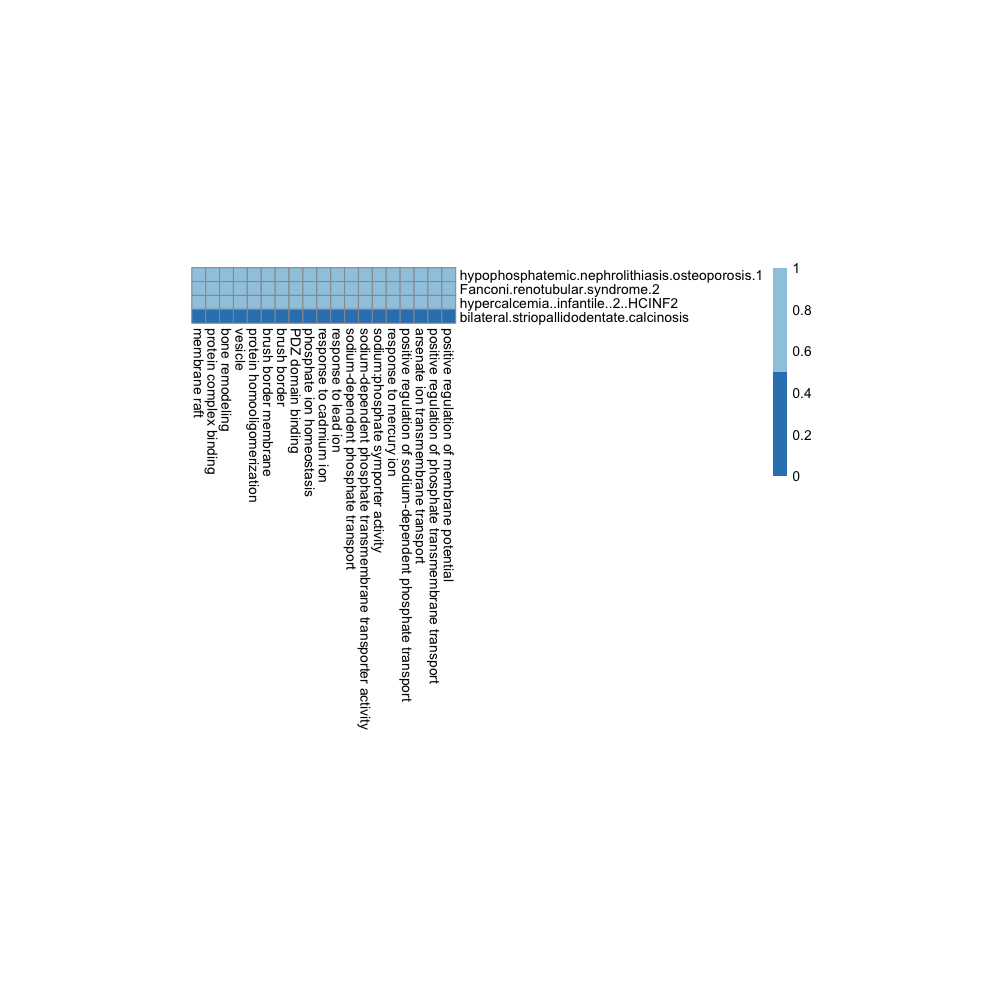 hypophosphatemic.nephrolithiasis.osteoporosis.1
Fanconi.renotubular.syndrome.2
hypercalcemia..infantile..2..HCINF2
bilateral.striopallidodentate.calcinosis
1
0.8
0.6
0.4
0.2
0
membrane raft
protein complex binding
bone remodeling
vesicle
protein homooligomerization
brush border membrane
brush border
PDZ domain binding
phosphate ion homeostasis
response to cadmium ion
response to lead ion
sodium-dependent phosphate transport
sodium-dependent phosphate transmembrane transporter activity
sodium:phosphate symporter activity
response to mercury ion
positive regulation of sodium-dependent phosphate transport
arsenate ion transmembrane transport
positive regulation of phosphate transmembrane transport
positive regulation of membrane potential